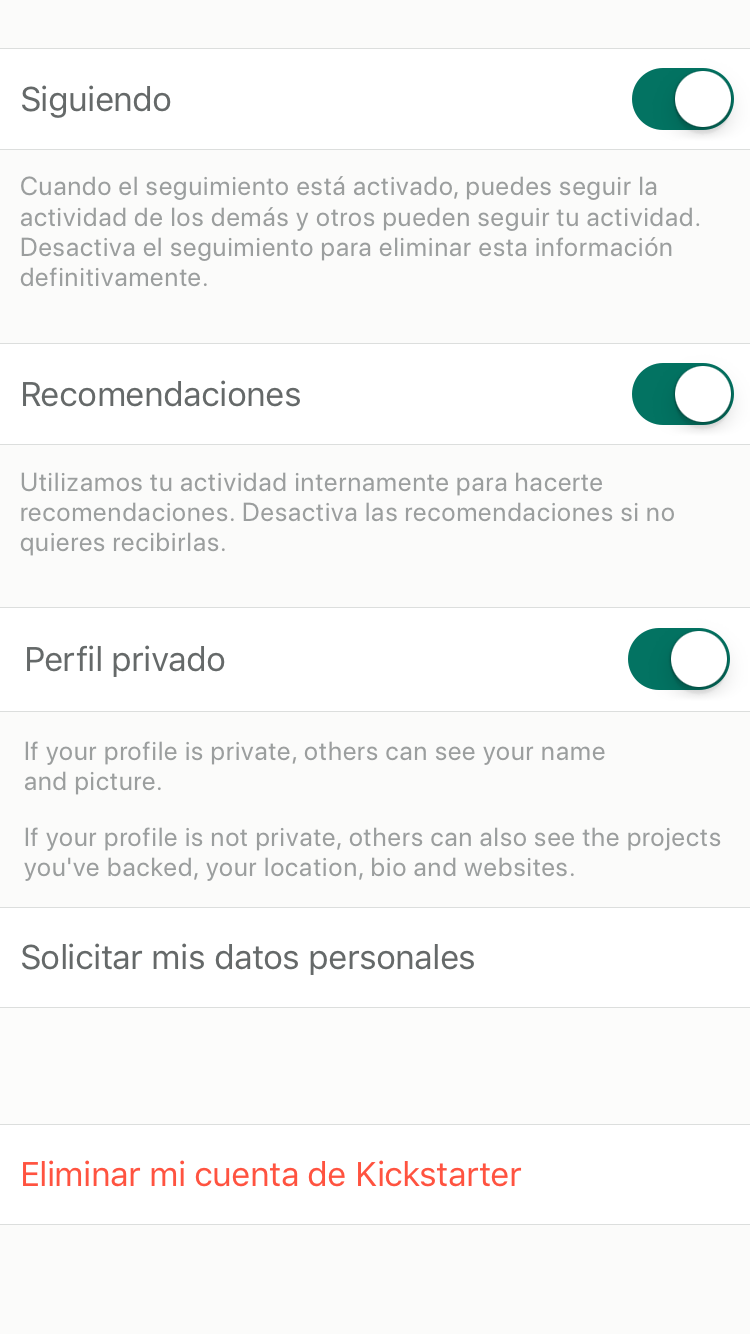 Siguiendo
Cuando el seguimiento está activado, puedes seguir la
actividad de los demás y otros pueden seguir tu actividad.
Desactiva el seguimiento para eliminar esta información
definitivamente.
Recomendaciones
Utilizamos tu actividad internamente para hacerte
recomendaciones. Desactiva las recomendaciones si no
quieres recibirlas.
Perfil privado
If your profile is private, others can see your name
and picture.
If your profile is not private, others can also see the projects
you've backed, your location, bio and websites.
Solicitar mis datos personales
Eliminar mi cuenta de Kickstarter